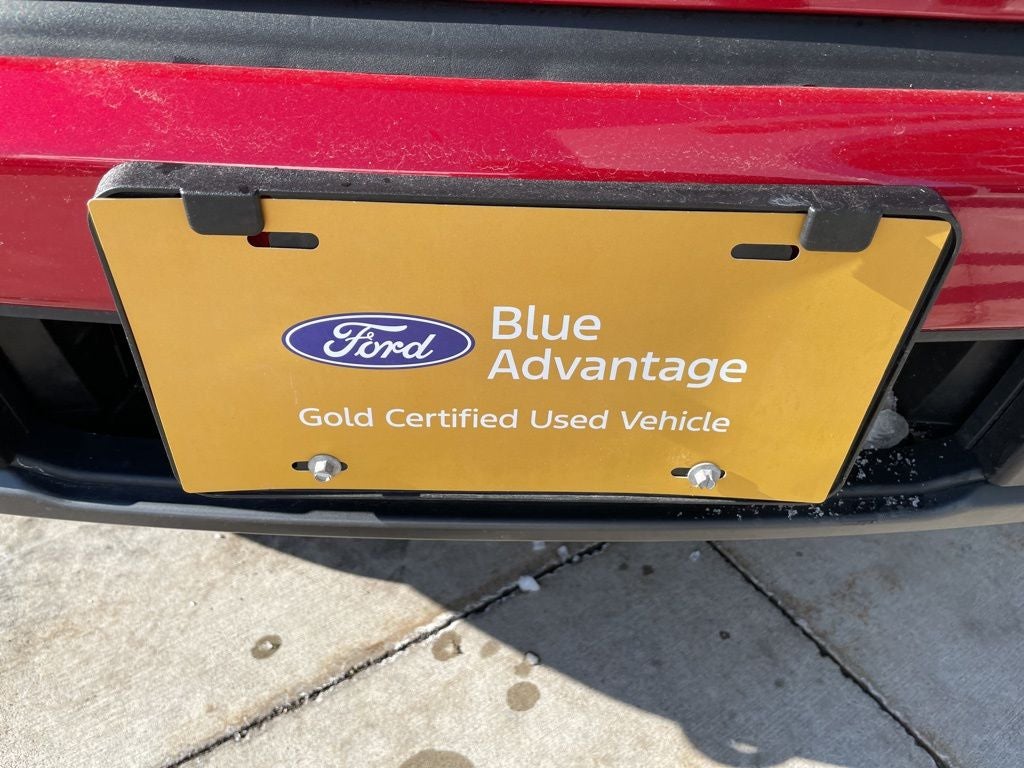 Ford
Blue
Advantage
Gold Certified Used Vehicle